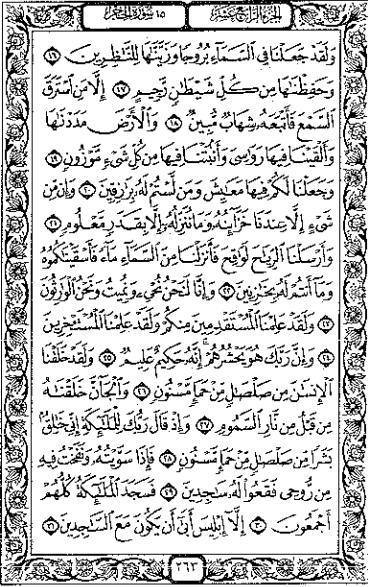 الجزء الرابع عشر ١٥ سورة الحجر
وَلَقَدْ جَعَلْنَا فِى ٱلسَّمَآءِ بُرُوجًا وَزَيَّنَّٰهَا لِلنَّٰظِرِينَ ١٦
وَحَفِظْنَٰهَا مِن كُلِّ شَيْطَٰنٍ رَّجِيمٍ ١٧ إِلَّا مَنِ ٱسْتَرَقَ
ٱلسَّمْعَ فَأَتْبَعَهُۥ شِهَابٌ مُّبِينٌ ١٨ وَٱلْأَرْضَ مَدَدْنَٰهَا
وَأَلْقَيْنَا فِيهَا رَوَٰسِىَ وَأَنۢبَتْنَا فِيهَا مِن كُلِّ شَىْءٍ مَّوْزُونٍ ١٩
وَجَعَلْنَا لَكُمْ فِيهَا مَعَٰيِشَ وَمَن لَّسْتُمْ لَهُۥ بِرَٰزِقِينَ ٢٠ وَإِن مِّن
شَىْءٍ إِلَّا عِندَنَا خَزَآئِنُهُۥ وَمَا نُنَزِّلُهُۥٓ إِلَّا بِقَدَرٍ مَّعْلُومٍ ٢١
وَأَرْسَلْنَا ٱلرِّيَٰحَ لَوَٰقِحَ فَأَنزَلْنَا مِنَ ٱلسَّمَآءِ مَآءً فَأَسْقَيْنَٰكُمُوهُ
وَمَآ أَنتُمْ لَهُۥ بِخَٰزِنِينَ ٢٢ وَإِنَّا لَنَحْنُ نُحْىِۦ وَنُمِيتُ وَنَحْنُ ٱلْوَٰرِثُونَ
٢٣ وَلَقَدْ عَلِمْنَا ٱلْمُسْتَقْدِمِينَ مِنكُمْ وَلَقَدْ عَلِمْنَا ٱلْمُسْتَـْٔخِرِينَ
٢٤ وَإِنَّ رَبَّكَ هُوَ يَحْشُرُهُمْ ۚ إِنَّهُۥ حَكِيمٌ عَلِيمٌ ٢٥ وَلَقَدْ خَلَقْنَا
ٱلْإِنسَٰنَ مِن صَلْصَٰلٍ مِّنْ حَمَإٍ مَّسْنُونٍ ٢٦ وَٱلْجَآنَّ خَلَقْنَٰهُ
مِن قَبْلُ مِن نَّارِ ٱلسَّمُومِ ٢٧ وَإِذْ قَالَ رَبُّكَ لِلْمَلَٰٓئِكَةِ إِنِّى خَٰلِقٌۢ
بَشَرًا مِّن صَلْصَٰلٍ مِّنْ حَمَإٍ مَّسْنُونٍ ٢٨ فَإِذَا سَوَّيْتُهُۥ وَنَفَخْتُ فِيهِ
مِن رُّوحِى فَقَعُوا۟ لَهُۥ سَٰجِدِينَ ٢٩ فَسَجَدَ ٱلْمَلَٰٓئِكَةُ كُلُّهُمْ
أَجْمَعُونَ ٣٠ إِلَّآ إِبْلِيسَ أَبَىٰٓ أَن يَكُونَ مَعَ ٱلسَّٰجِدِينَ ٣١
٢٦٣